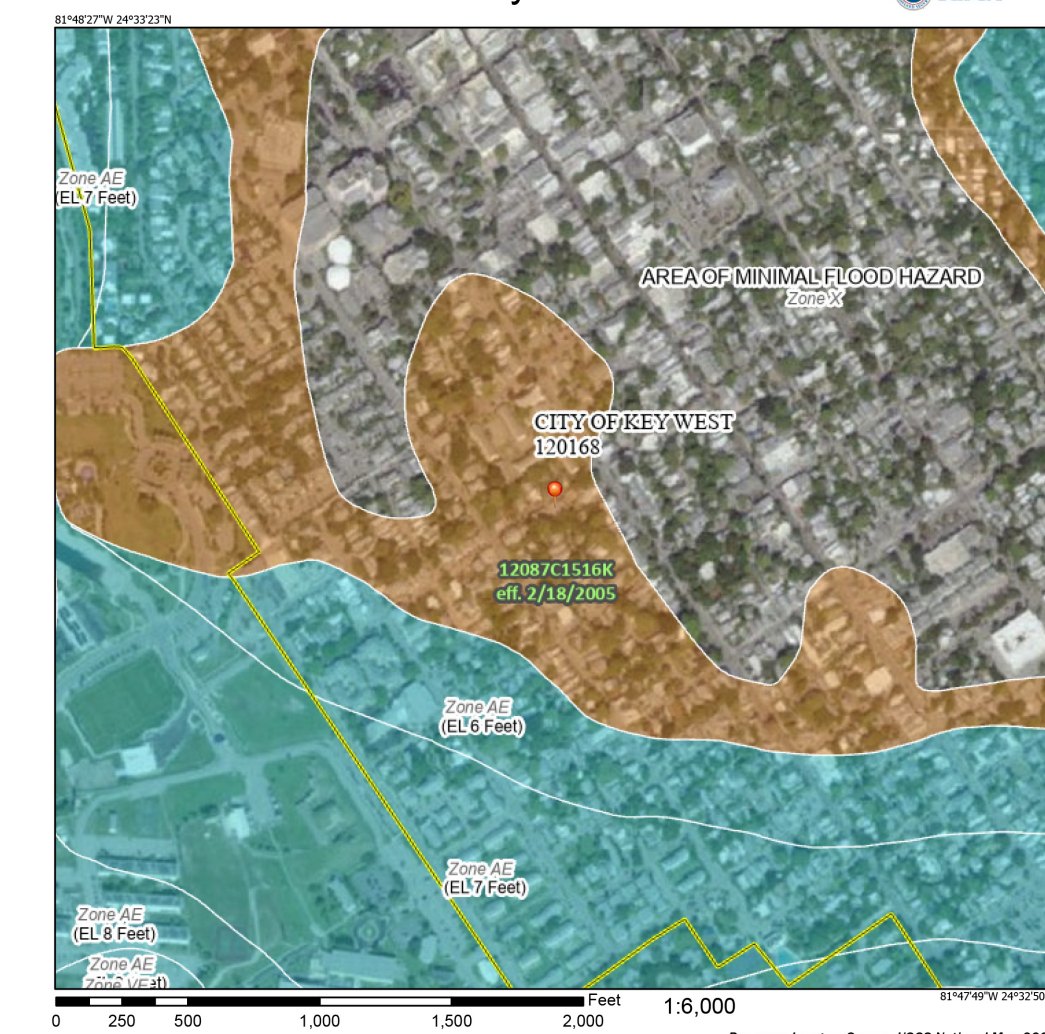 81°48'27"W 24°33'23"N
Zone AE
(EL 7 Feet)
AREA OF MINIMAL FLOOD HAZARD
Zone X
CITY OF KEY WEST
120168
12087C1516K
eff. 2/18/2005
Zone AE
(EL 6 Feet)
Zone AE
(EL 7 Feet)
Zone AE
(EL 8 Feet)
Zone AE
Zone VE
81°47'49"W 24°32'50
Feet
1:6,000
0 250 500 1,000 1,500 2,000